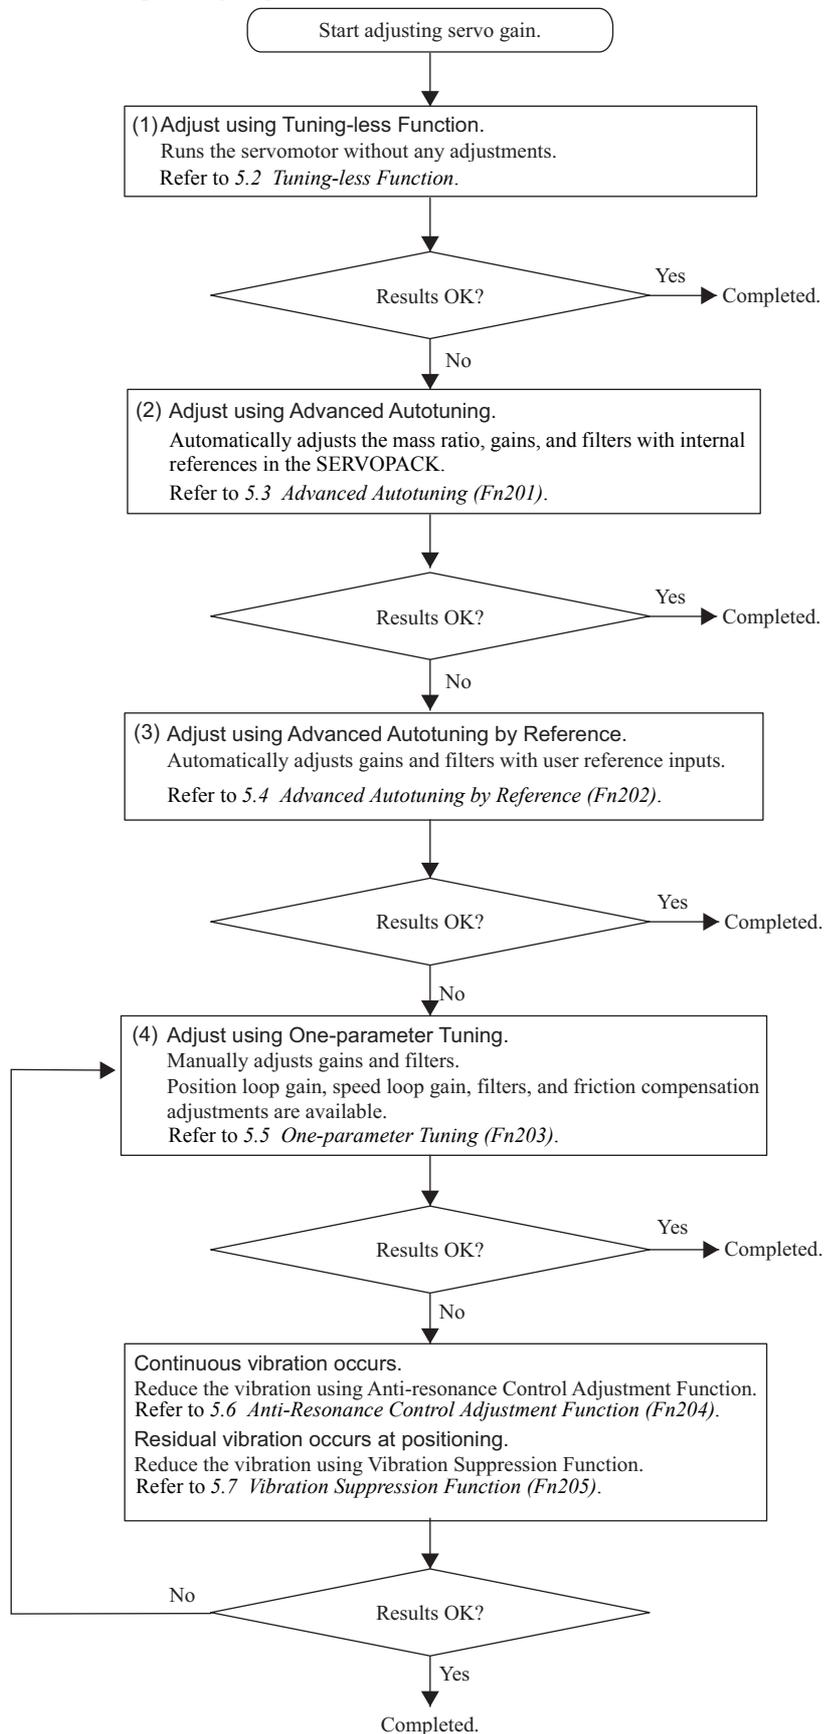 Start adjusting servo gain.
(1) Adjust using Tuning-less Function.
Runs the servomotor without any adjustments.
Refer to 5.2 Tuning-less Function.
Results OK?
Yes
Completed.
No
(2) Adjust using Advanced Autotuning.
Automatically adjusts the mass ratio, gains, and filters with internal
references in the SERVOPACK.
Refer to 5.3 Advanced Autotuning (Fn201).
Results OK?
Yes
Completed.
No
(3) Adjust using Advanced Autotuning by Reference.
Automatically adjusts gains and filters with user reference inputs.
Refer to 5.4 Advanced Autotuning by Reference (Fn202).
Results OK?
Yes
Completed.
No
(4) Adjust using One-parameter Tuning.
Manually adjusts gains and filters.
Position loop gain, speed loop gain, filters, and friction compensation
adjustments are available.
Refer to 5.5 One-parameter Tuning (Fn203).
Results OK?
Yes
Completed.
No
Continuous vibration occurs.
Reduce the vibration using Anti-resonance Control Adjustment Function.
Refer to 5.6 Anti-Resonance Control Adjustment Function (Fn204).
Residual vibration occurs at positioning.
Reduce the vibration using Vibration Suppression Function.
Refer to 5.7 Vibration Suppression Function (Fn205).
No
Results OK?
Yes
Completed.